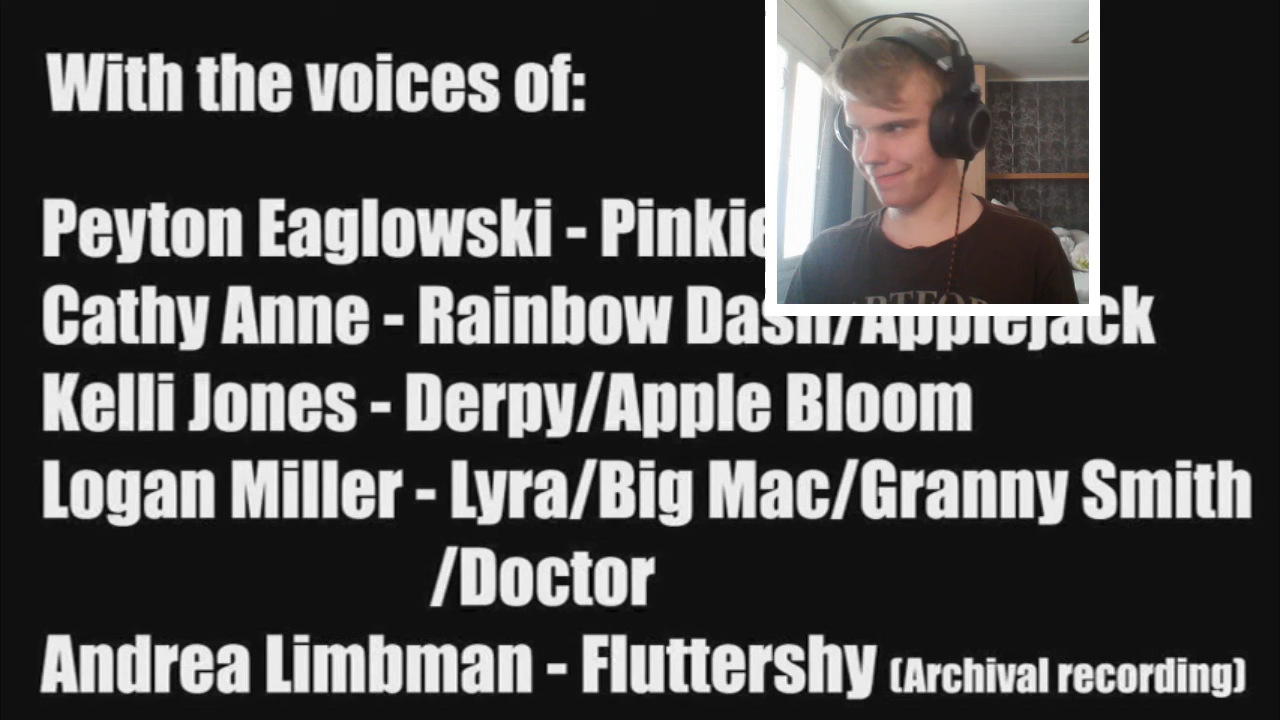 With the voices of:
Peyton Eaglowski - Pinkie
Cathy Anne - Rainbow Dash/Applejack
Kelli Jones - Derpy/Apple Bloom
Logan Miller - Lyra/Big Mac/Granny Smith
/Doctor
Andrea Limbman - Fluttershy (Archival recording)